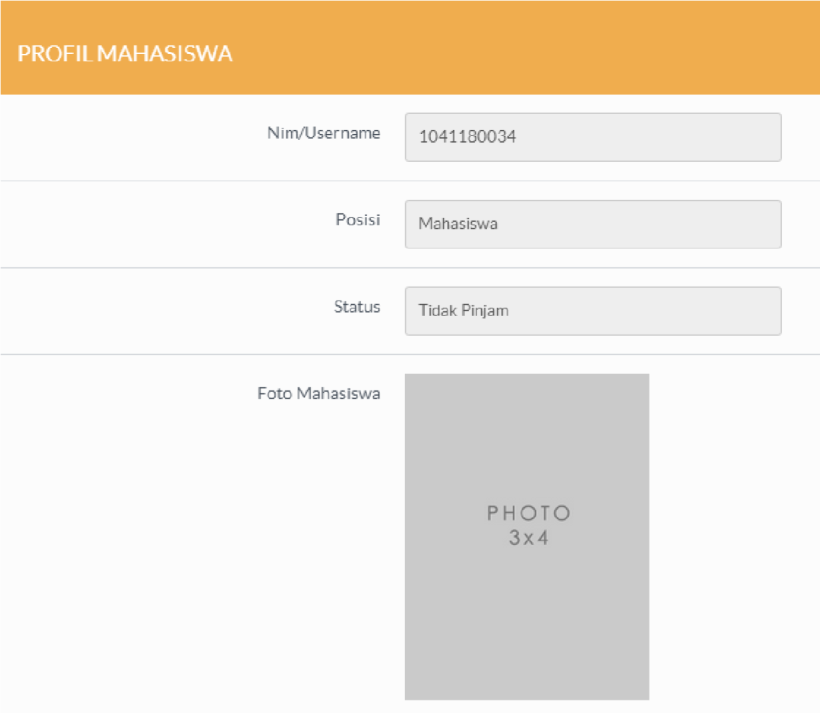 PROFIL MAHASISWA
Nim/Username 1041180034
Posisi Mahasiswa
Status Tidak Pinjam
Foto Mahasiswa
PHOTO
3x4